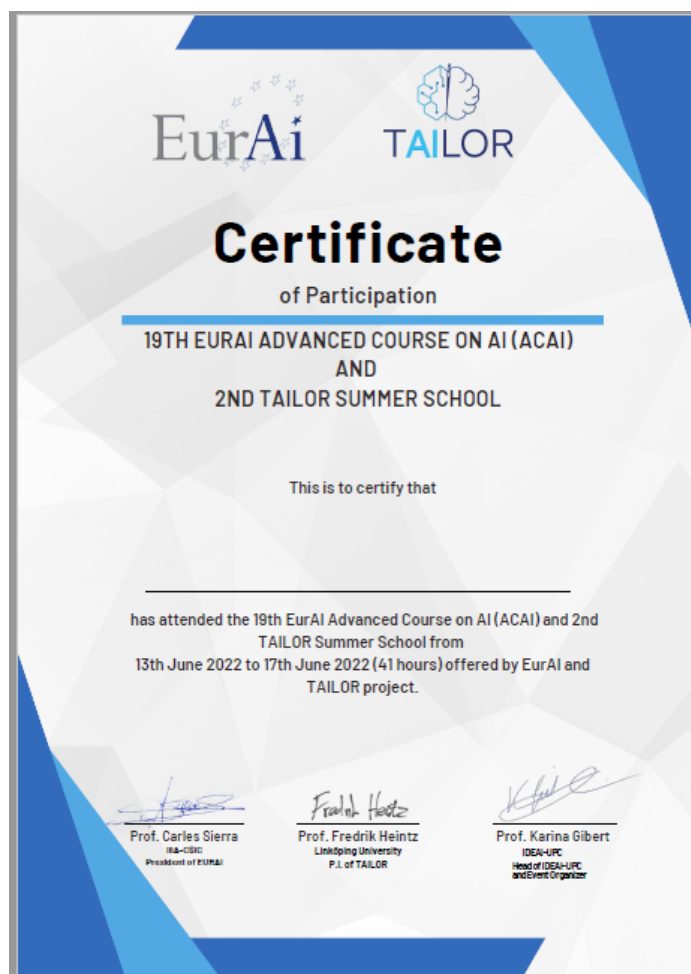 EurAi
TAILOR
Certificate
of Participation
19TH EURAI ADVANCED COURSE ON AI (ACAI)
AND
2ND TAILOR SUMMER SCHOOL
This is to certify that
has attended the 19th EurAI Advanced Course on AI (ACAI) and 2nd
TAILOR Summer School from
13th June 2022 to 17th June 2022 (41 hours) offered by EurAI and
TAILOR project.
Fredrik Heintz
Prof. Carles Sierra
IIIA-CSIC
President of EURAI
Prof. Fredrik Heintz
Linköping University
P.I. of TAILOR
Prof. Karina Gibert
IDEAI-UPC
Head of IDEAI-UPC
and Event Organizer